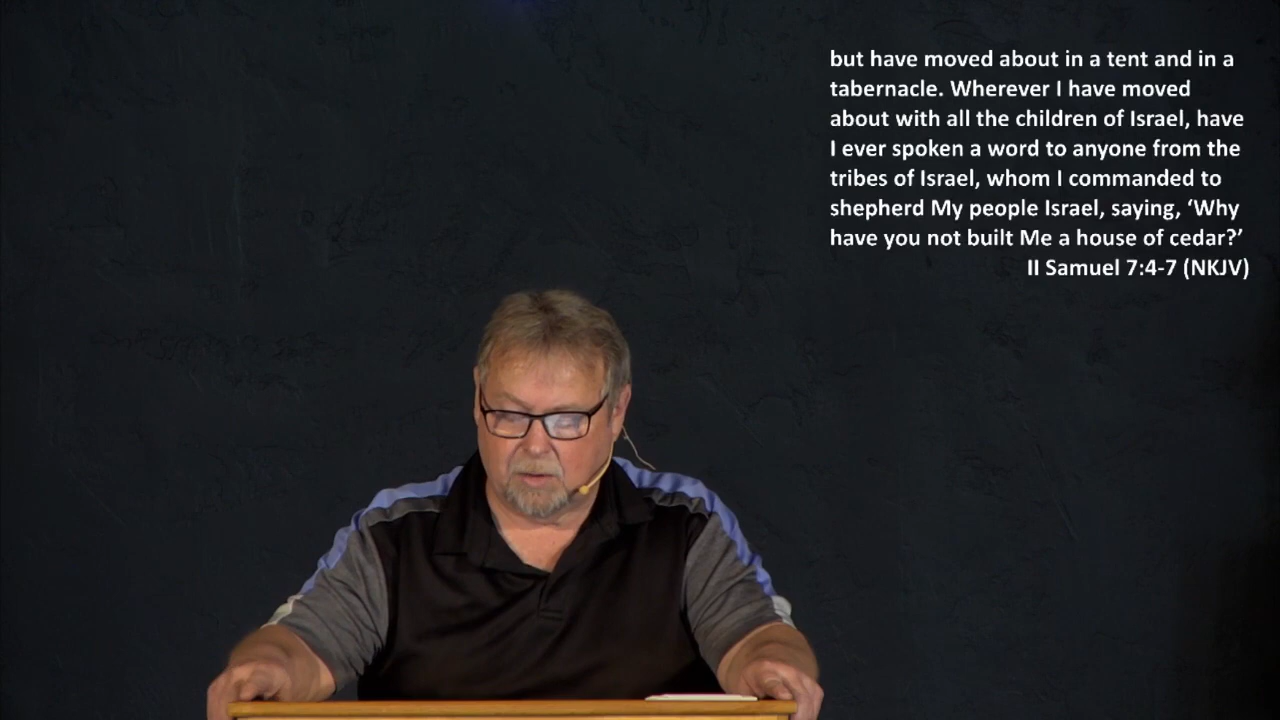 but have moved about in a tent and in a
tabernacle. Wherever I have moved
about with all the children of Israel, have
I ever spoken a word to anyone from the
tribes of Israel, whom I commanded to
shepherd My people Israel, saying, ‘Why
have you not built Me a house of cedar?’
II Samuel 7:4-7 (NKJV)